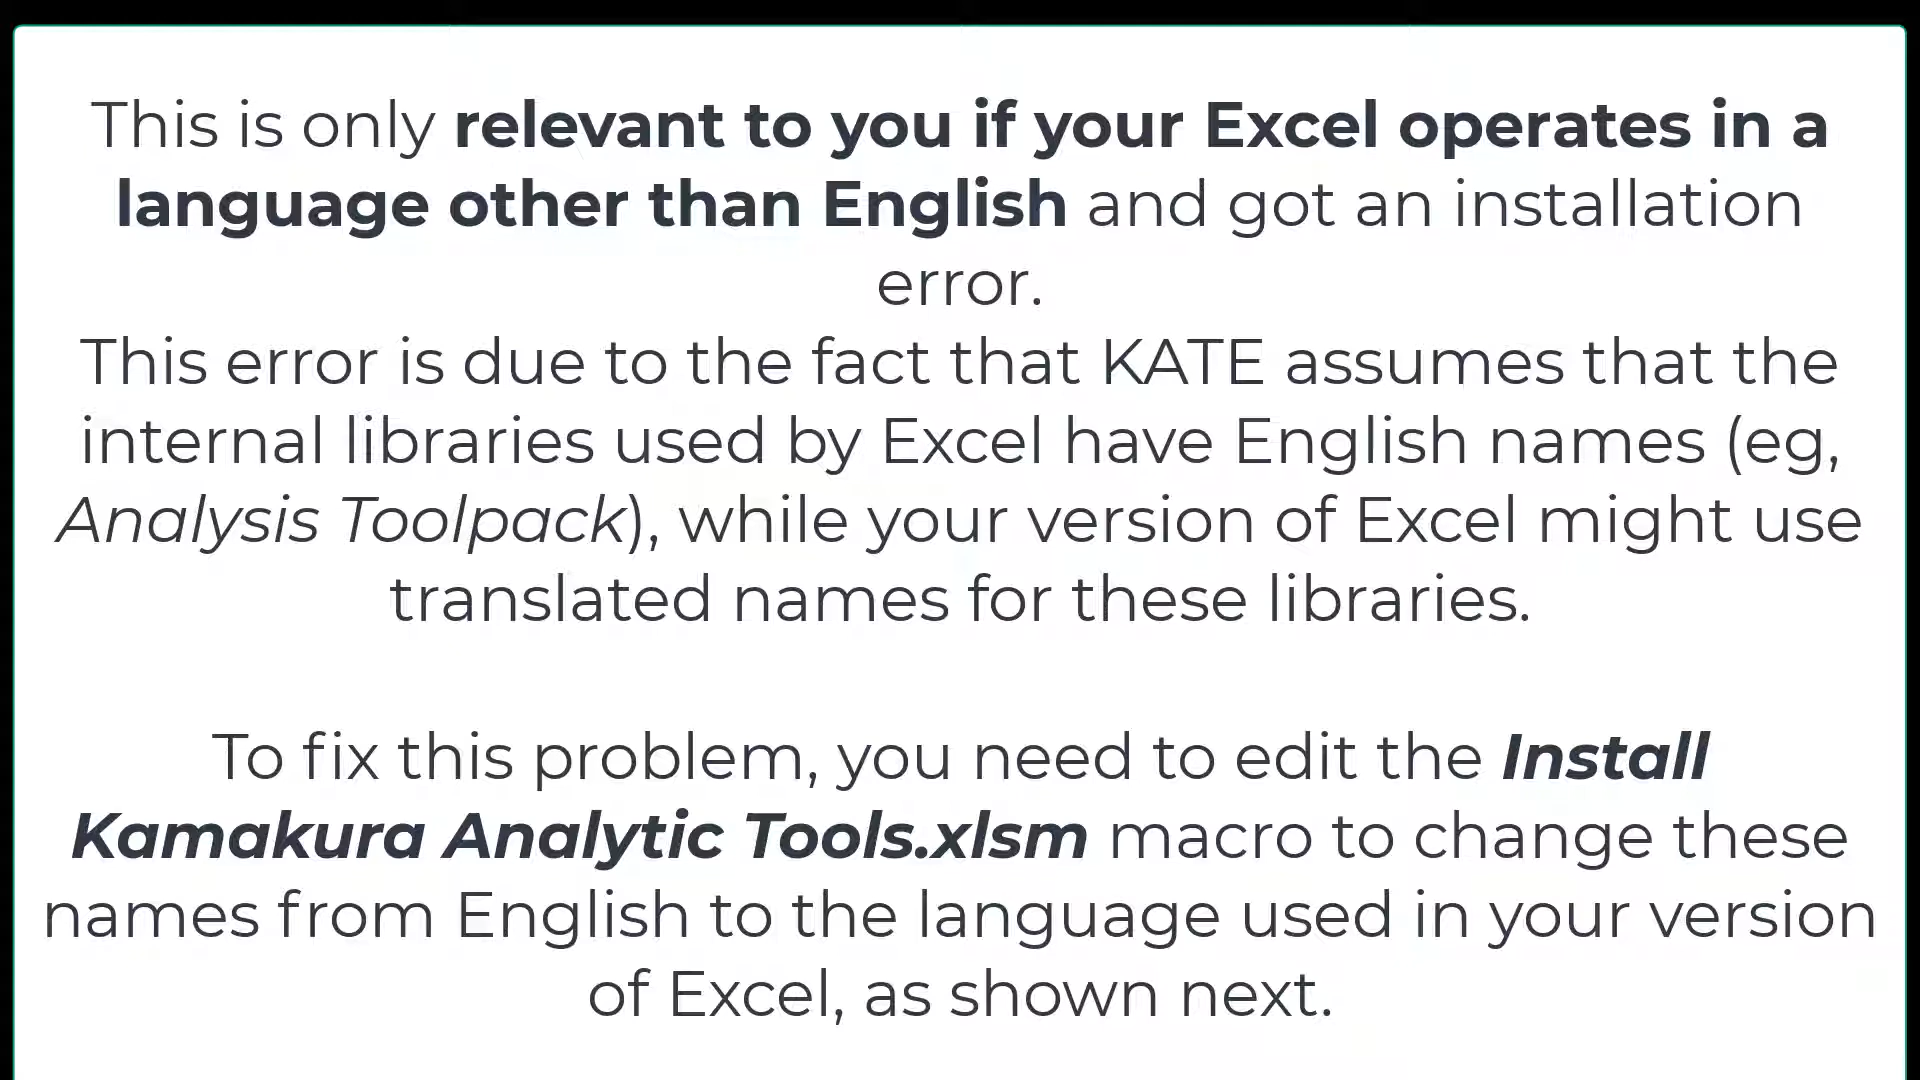 This is only relevant to you if your Excel operates in a
language other than English and got an installation
error.
This error is due to the fact that KATE assumes that the
internal libraries used by Excel have English names (eg,
Analysis Toolpack), while your version of Excel might use
translated names for these libraries.
To fix this problem, you need to edit the Install
Kamakura Analytic Tools.xlsm macro to change these
names from English to the language used in your version
of Excel, as shown next.